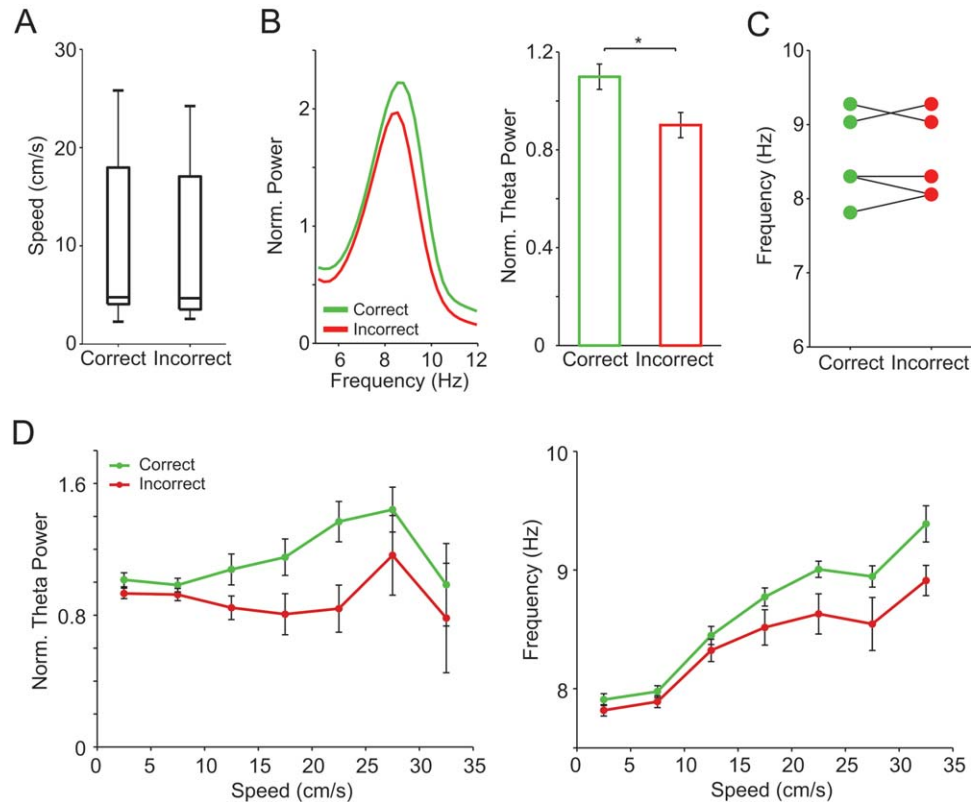 A
30
20
10
0
Speed (cm/s)
Correct Incorrect
B
2
1
0
Norm. Power
Correct
Incorrect
6 8 10 12
Frequency (Hz)
*
1.2
0.8
0.4
0
Norm. Theta Power
Correct Incorrect
C
10
9
8
6
Frequency (Hz)
Correct Incorrect
D
1.6
0.8
0
Norm. Theta Power
Correct
Incorrect
0 5 10 15 20 25 30 35
Speed (cm/s)
10
9
8
Frequency (Hz)
0 5 10 15 20 25 30 35
Speed (cm/s)